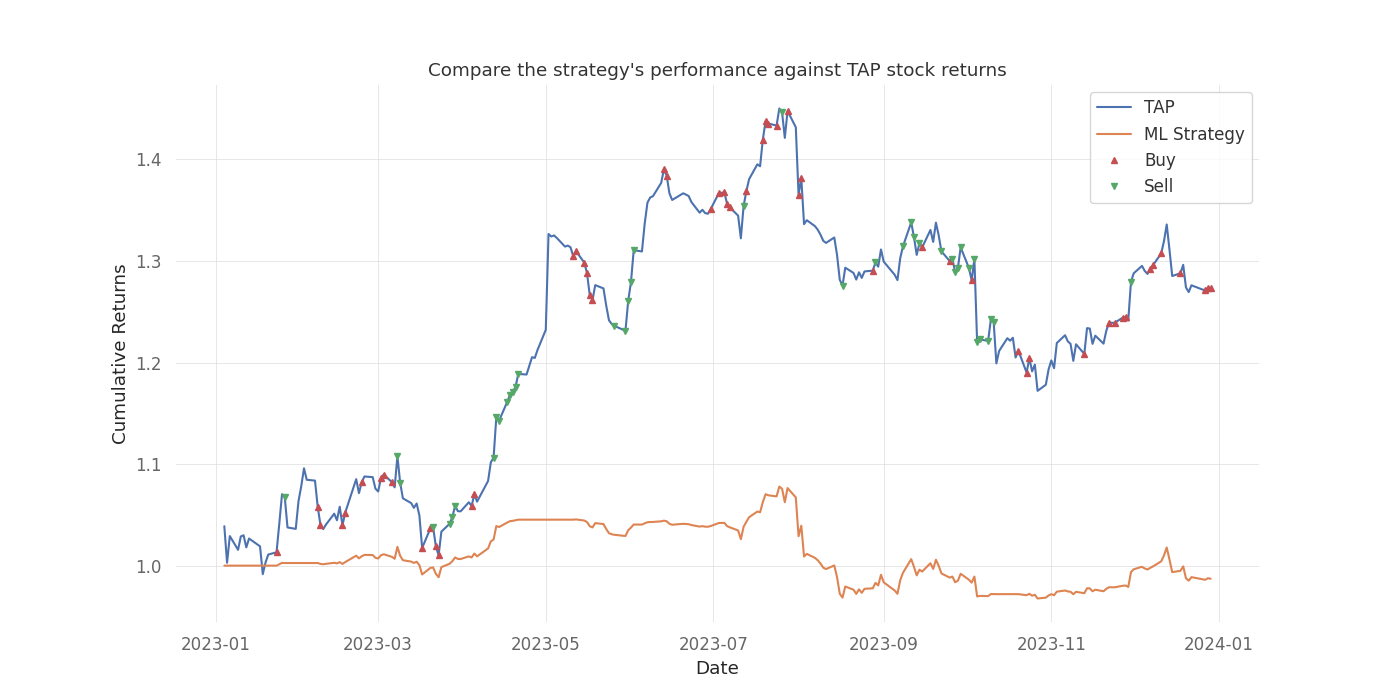 Compare the strategy's performance against TAP stock returns
TAP
ML Strategy
Buy
Sell
Cumulative Returns
1.4
1.3
1.2
1.1
1.0
2023-01 2023-03 2023-05 2023-07 2023-09 2023-11 2024-01
Date